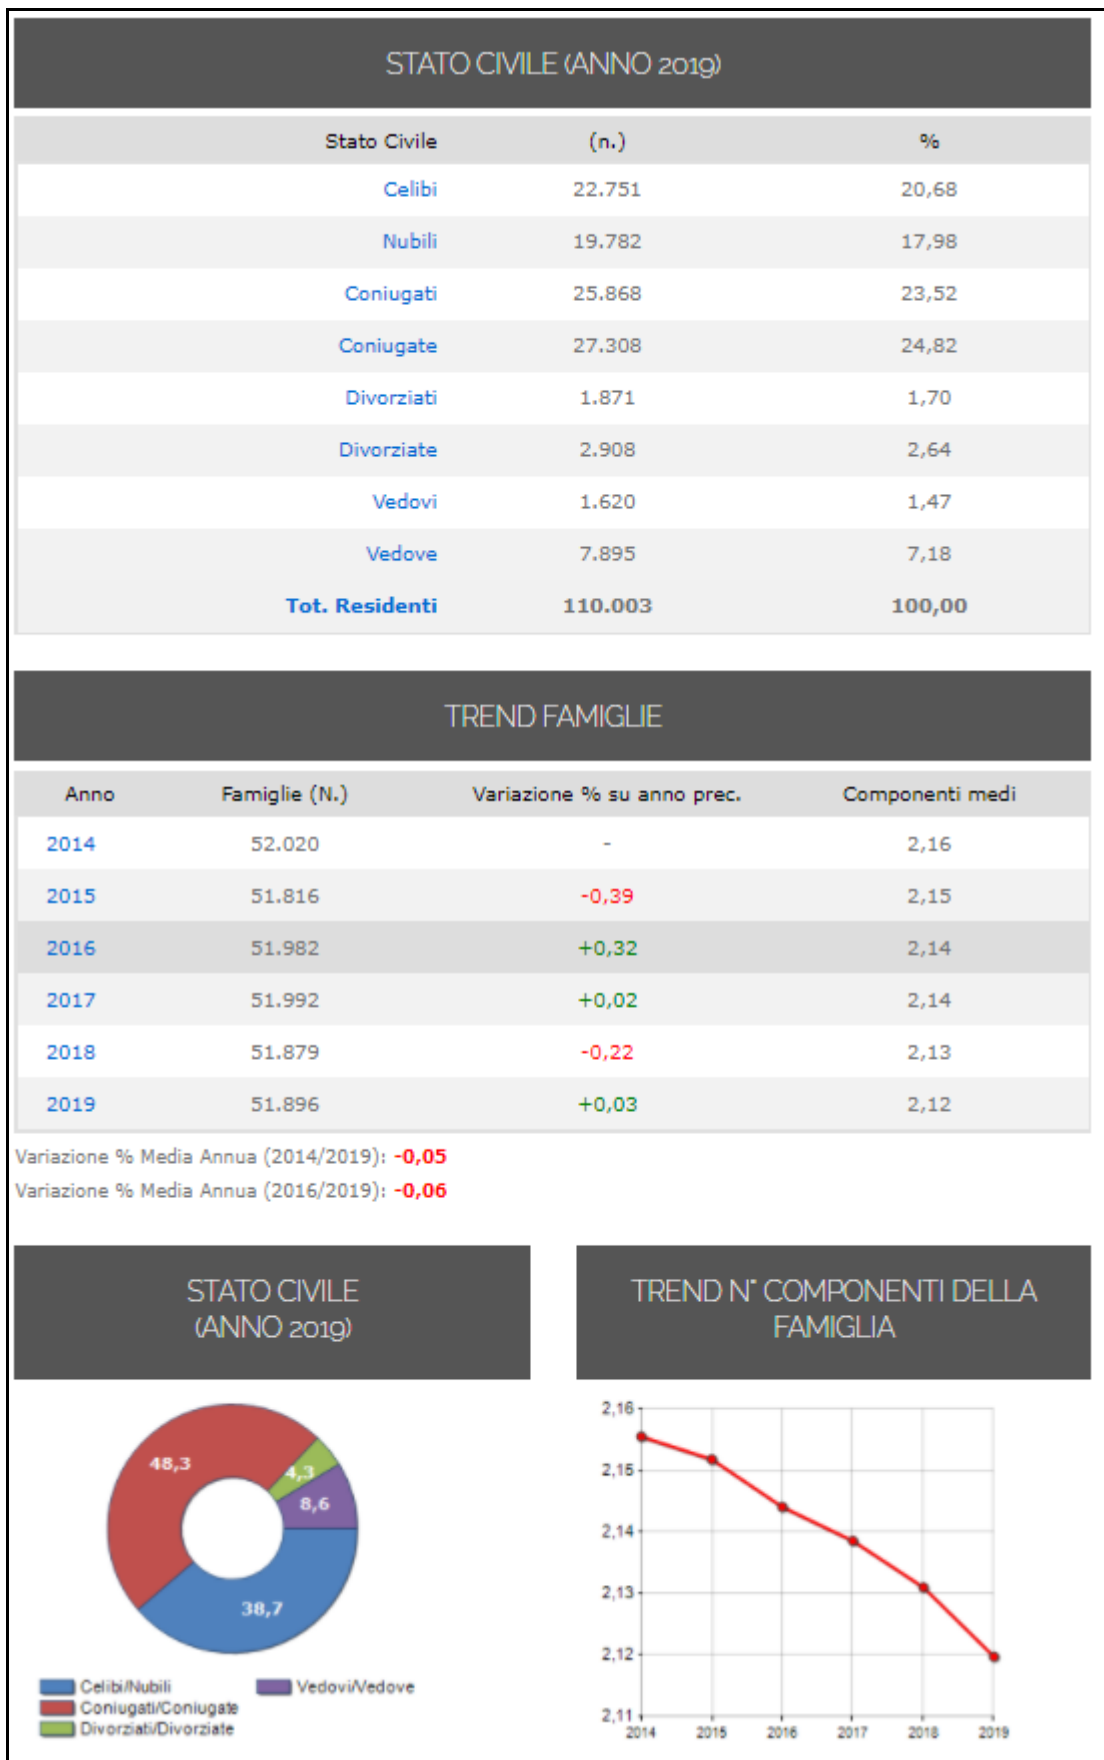 STATO CIVILE (ANNO 2019)
Stato Civile (n.) %
Celibi 22.751 20,68
Nubili 19.782 17,98
Coniugati 25.868 23,52
Coniugate 27.308 24,82
Divorziati 1.871 1,70
Divorziate 2.908 2,64
Vedovi 1.620 1,47
Vedove 7.895 7,18
Tot. Residenti 110.003 100,00
TREND FAMIGLIE
Anno Famiglie (N.) Variazione % su anno prec. Componenti medi
2014 52.020 - 2,16
2015 51.816 -0,39 2,15
2016 51.982 +0,32 2,14
2017 51.992 +0,02 2,14
2018 51.879 -0,22 2,13
2019 51.896 +0,03 2,12
Variazione % Media Annua (2014/2019): -0,05
Variazione % Media Annua (2016/2019): -0,06
STATO CIVILE
(ANNO 2019)
48,3
4,3
8,6
38,7
Celibi/Nubili
Coniugati/Coniugate
Divorziati/Divorziate
Vedovi/Vedove
TREND N° COMPONENTI DELLA
FAMIGLIA
2,16
2,15
2,14
2,13
2,12
2,11
2014 2015 2016 2017 2018 2019